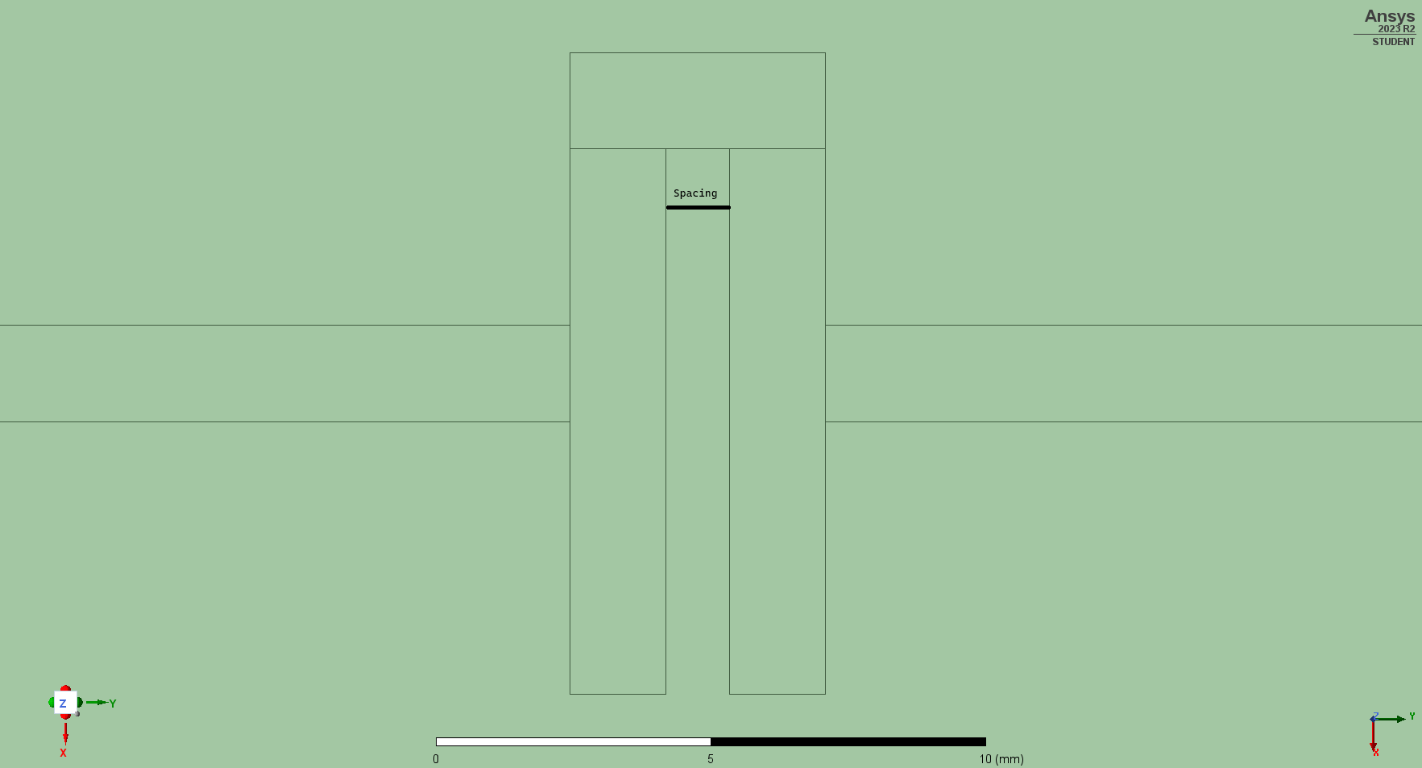 Ansys
2023 R2
STUDENT
Spacing
Z
Y
X
Z
Y
X
0
5
10 (mm)